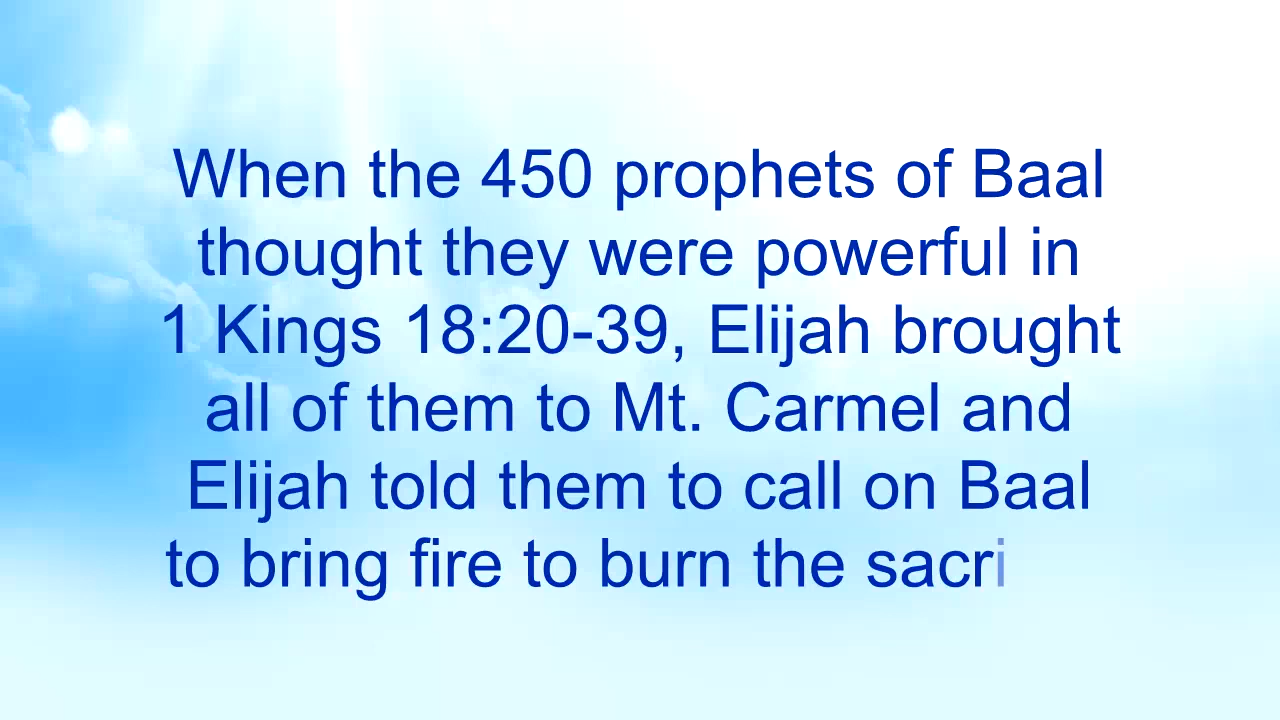 When the 450 prophets of Baal
thought they were powerful in
1 Kings 18:20-39, Elijah brought
all of them to Mt. Carmel and
Elijah told them to call on Baal
to bring fire to burn the sacri